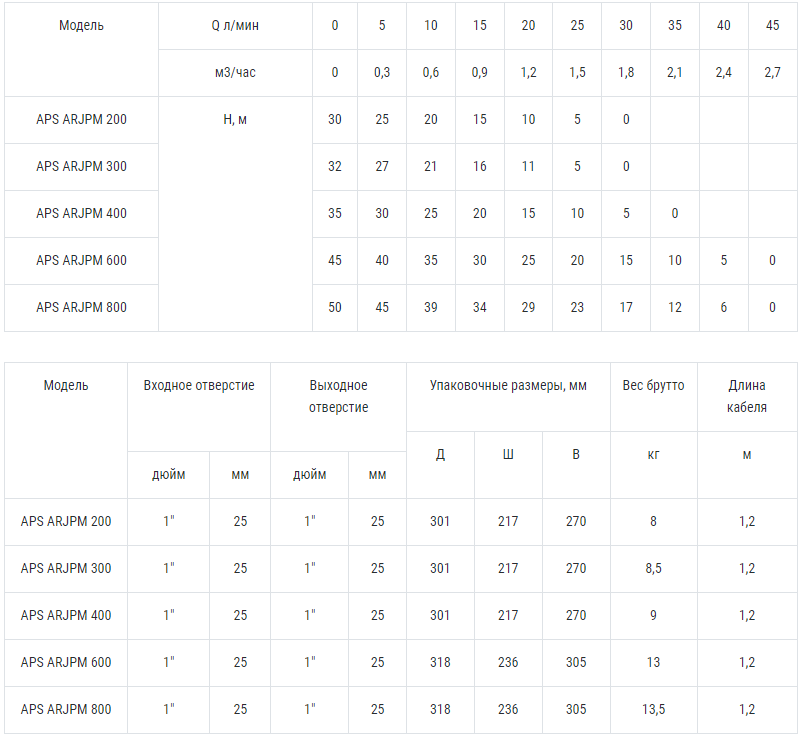 Модель Q л/мин 0 5 10 15 20 25 30 35 40 45
м3/час 0 0,3 0,6 0,9 1,2 1,5 1,8 2,1 2,4 2,7
APS ARJPM 200 Н, м 30 25 20 15 10 5 0
APS ARJPM 300 32 27 21 16 11 5 0
APS ARJPM 400 35 30 25 20 15 10 5 0
APS ARJPM 600 45 40 35 30 25 20 15 10 5 0
APS ARJPM 800 50 45 39 34 29 23 17 12 6 0
Модель Входное отверстие Выходное Упаковочные размеры, мм Вес брутто Длина
отверстие кабеля
Д Ш В кг м
дюйм мм дюйм мм
APS ARJPM 200 1" 25 1" 25 301 217 270 8 1,2
APS ARJPM 300 1" 25 1" 25 301 217 270 8,5 1,2
APS ARJPM 400 1" 25 1" 25 301 217 270 9 1,2
APS ARJPM 600 1" 25 1" 25 318 236 305 13 1,2
APS ARJPM 800 1" 25 1" 25 318 236 305 13,5 1,2